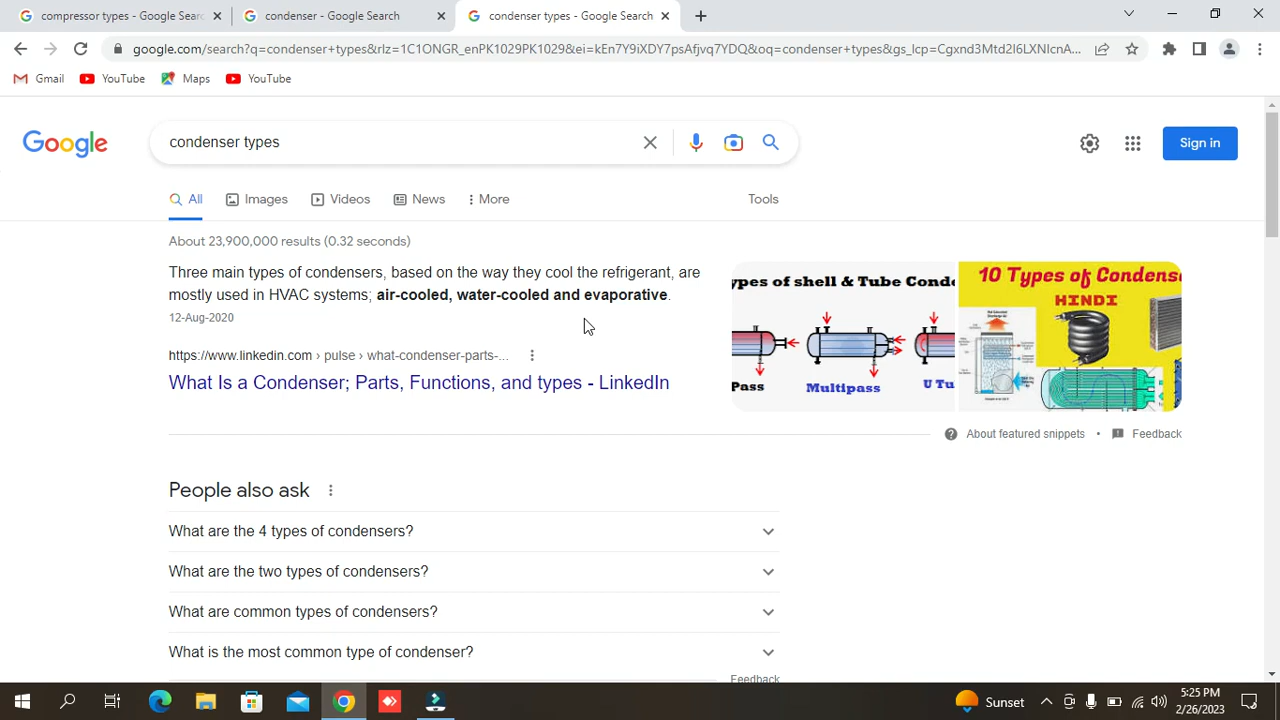 compressor types - Google Searc
condenser - Google Search
condenser types - Google Search
google.com/search?q=condenser+types&rlz=1C1ONGR_enPK1029PK1029&ei=kEn7Y9iXDY7psAfjvq7YDQ&oq=condenser+types&gs_lcp=Cgxnd3Mtd2l6LXNlcnA...
Gmail
YouTube
Maps
YouTube
Google
condenser types
Sign in
All
Images
Videos
News
More
Tools
About 23,900,000 results (0.32 seconds)
Three main types of condensers, based on the way they cool the refrigerant, are
mostly used in HVAC systems; air-cooled, water-cooled and evaporative.
12-Aug-2020
ypes of shell & Tube Conde
Pass
Multipass
U Tu
10 Types of Condens
HINDI
https://www.linkedin.com › pulse › what-condenser-parts-...
What Is a Condenser; Parts, Functions, and types - LinkedIn
About featured snippets
•
Feedback
People also ask
What are the 4 types of condensers?
What are the two types of condensers?
What are common types of condensers?
What is the most common type of condenser?
Feedback
Sunset
5:25 PM
2/26/2023